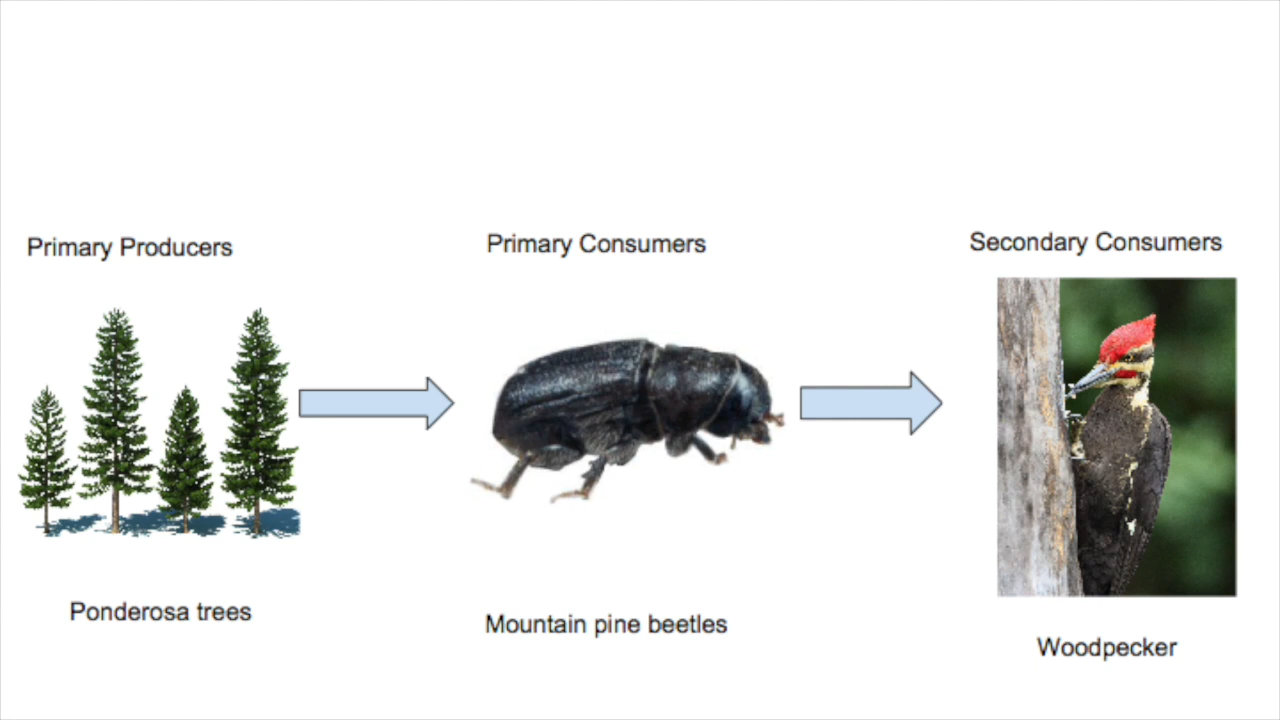 Primary Producers
Primary Consumers
Secondary Consumers
Ponderosa trees
Mountain pine beetles
Woodpecker